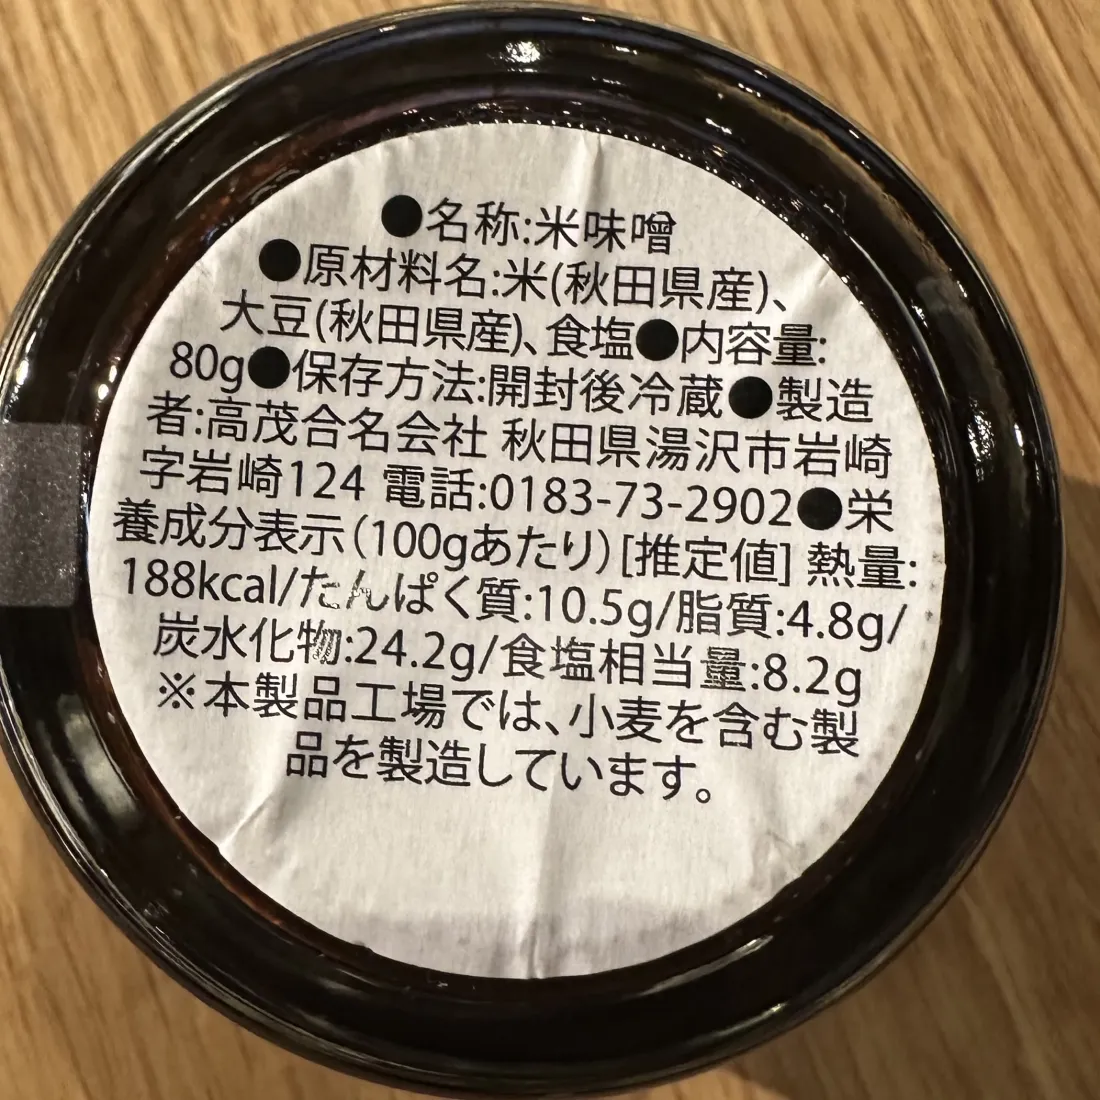 ●名称:米味噌
●原材料名:米(秋田県産)、
大豆(秋田県産)、食塩●内容量:
80g●保存方法:開封後冷蔵●製造
者:高茂合名会社 秋田県湯沢市岩崎
字岩崎124 電話:0183-73-2902●栄
養成分表示(100gあたり)[推定値] 熱量:
188kcal/たんぱく質:10.5g/脂質:4.8g/
炭水化物:24.2g/食塩相当量:8.2g
※本製品工場では、小麦を含む製
品を製造しています。